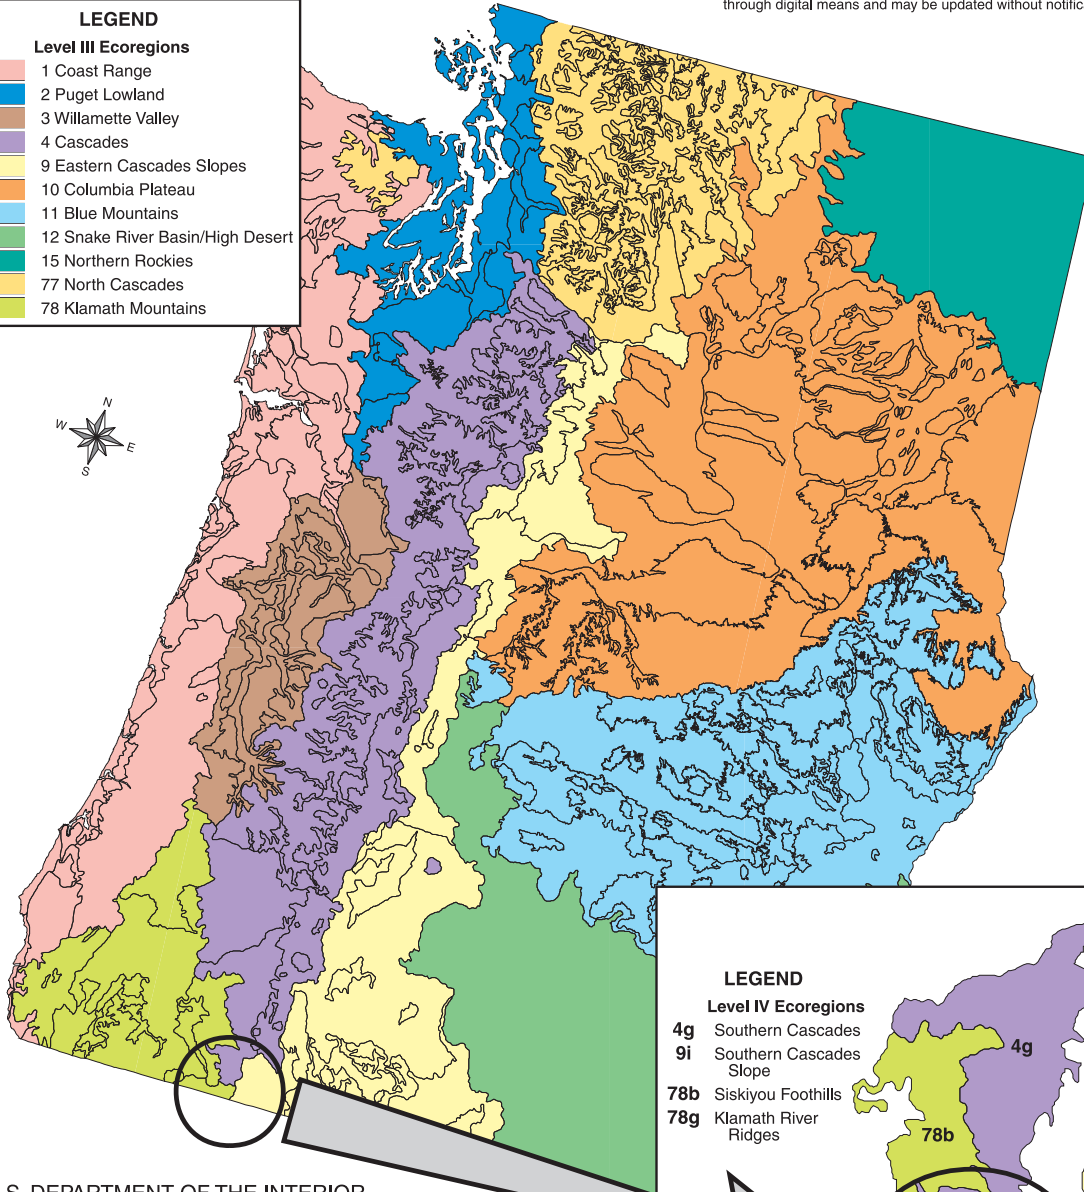 through digital means and may be updated without notific
LEGEND
Level III Ecoregions
1 Coast Range
2 Puget Lowland
3 Willamette Valley
4 Cascades
9 Eastern Cascades Slopes
10 Columbia Plateau
11 Blue Mountains
12 Snake River Basin/High Desert
15 Northern Rockies
77 North Cascades
78 Klamath Mountains
N
W
E
S
LEGEND
Level IV Ecoregions
4g Southern Cascades
9i Southern Cascades
Slope
78b Siskiyou Foothills
78g Klamath River
Ridges
4g
78b
S. DEPARTMENT OF THE INTERIOR